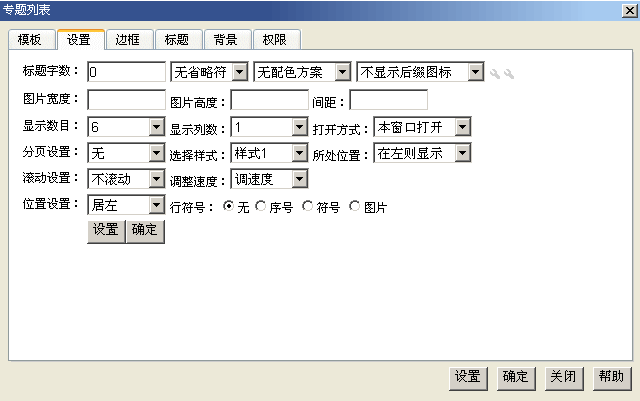 专题列表
模板 设置 边框 标题 背景 权限
标题字数： 0 无省略符 无配色方案 不显示后缀图标
图片宽度： 图片高度： 间距：
显示数目： 6 显示列数： 1 打开方式： 本窗口打开
分页设置： 无 选择样式： 样式1 所处位置： 在左则显示
滚动设置： 不滚动 调整速度： 调速度
位置设置： 居左 行符号： 无 序号 符号 图片
设置 确定
设置 确定 关闭 帮助